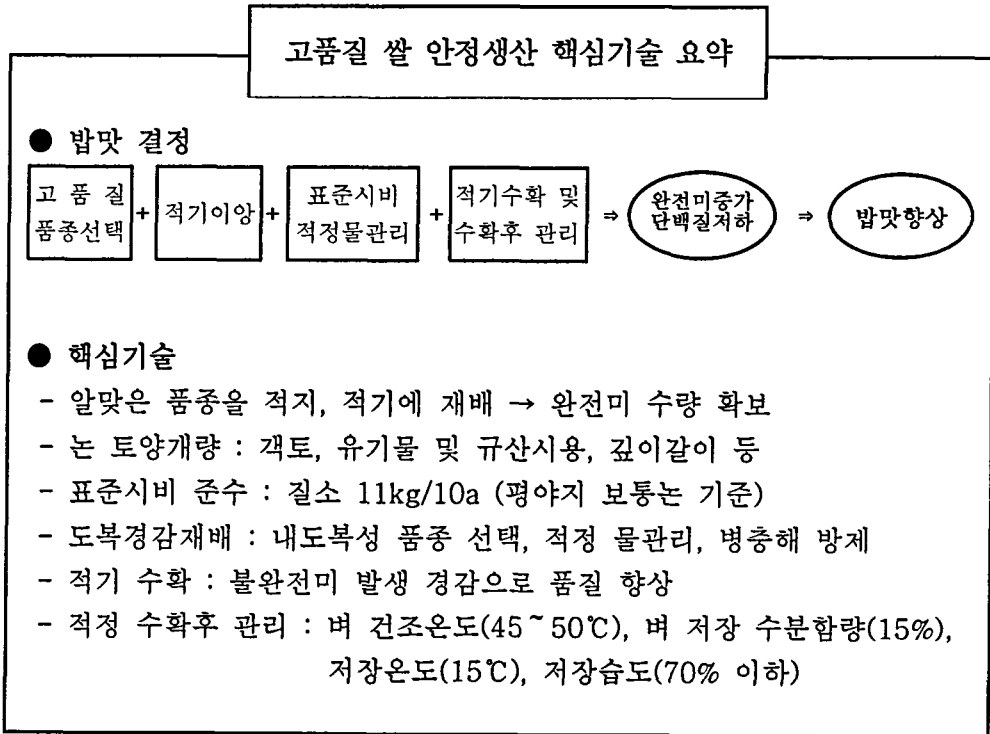 고품질 쌀 안정생산 핵심기술 요약
● 밥맛 결정
고 품 질
품종선택
+
적기이앙
+
표준시비
적정물관리
+
적기수확 및
수확후 관리
⇒
완전미증가
단백질저하
⇒
밥맛향상
● 핵심기술
- 알맞은 품종을 적지, 적기에 재배 → 완전미 수량 확보
- 논 토양개량 : 객토, 유기물 및 규산시용, 깊이갈이 등
- 표준시비 준수 : 질소 11kg/10a (평야지 보통논 기준)
- 도복경감재배 : 내도복성 품종 선택, 적정 물관리, 병충해 방제
- 적기 수확 : 불완전미 발생 경감으로 품질 향상
- 적정 수확후 관리 : 벼 건조온도(45~50℃), 벼 저장 수분함량(15%),
저장온도(15℃), 저장습도(70% 이하)